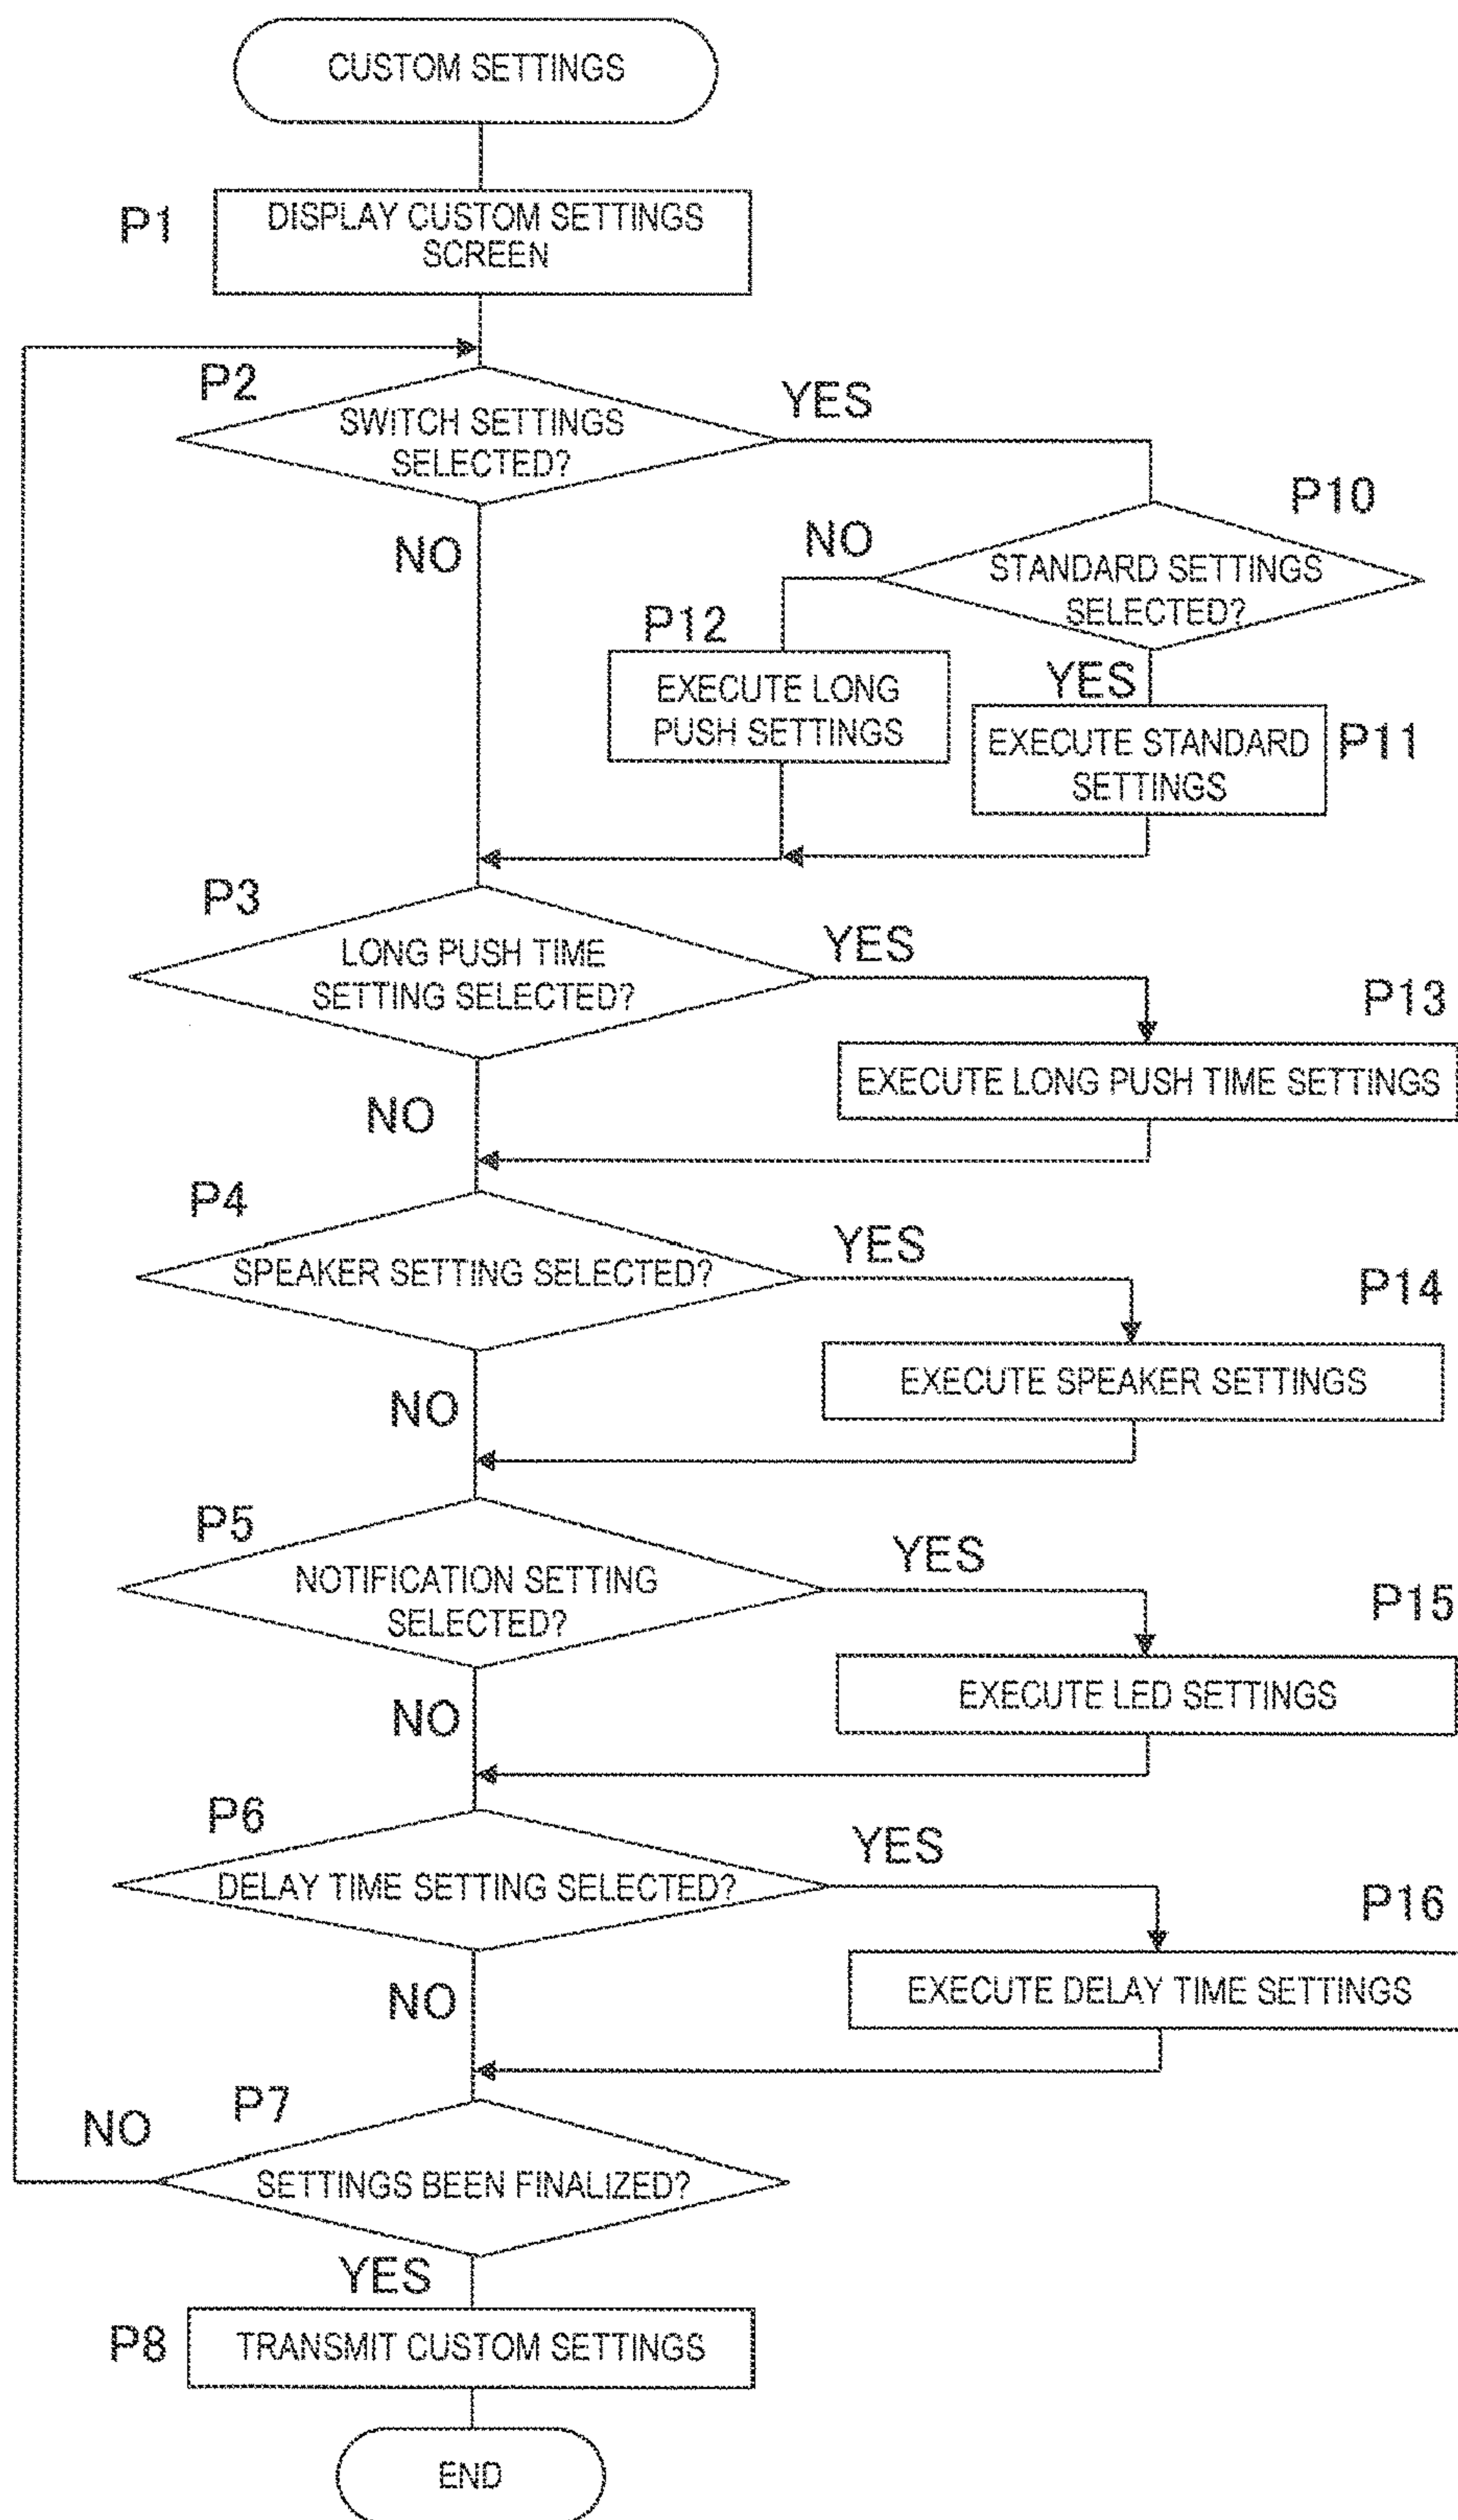 CUSTOM SETTINGS
P1
DISPLAY CUSTOM SETTINGS
SCREEN
P2
SWITCH SETTINGS
SELECTED?
YES
NO
P10
STANDARD SETTINGS
SELECTED?
NO
YES
P12
EXECUTE LONG
PUSH SETTINGS
P11
EXECUTE STANDARD
SETTINGS
P3
LONG PUSH TIME
SETTING SELECTED?
YES
NO
P13
EXECUTE LONG PUSH TIME SETTINGS
P4
SPEAKER SETTING SELECTED?
YES
NO
P14
EXECUTE SPEAKER SETTINGS
P5
NOTIFICATION SETTING
SELECTED?
YES
NO
P15
EXECUTE LED SETTINGS
P6
DELAY TIME SETTING SELECTED?
YES
NO
P16
EXECUTE DELAY TIME SETTINGS
P7
SETTINGS BEEN FINALIZED?
NO
YES
P8
TRANSMIT CUSTOM SETTINGS
END